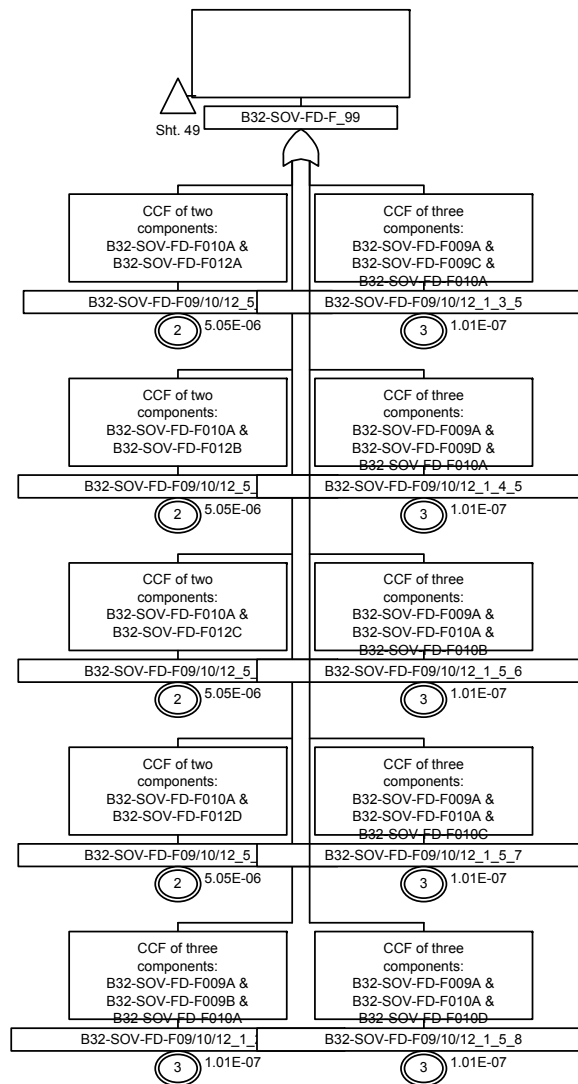 Sht. 49
B32-SOV-FD-F_99
CCF of two
components:
B32-SOV-FD-F010A &
B32-SOV-FD-F012A
B32-SOV-FD-F09/10/12_5_
2
5.05E-06
CCF of three
components:
B32-SOV-FD-F009A &
B32-SOV-FD-F009C &
B32-SOV-FD-F010A
B32-SOV-FD-F09/10/12_1_3_5
3
1.01E-07
CCF of two
components:
B32-SOV-FD-F010A &
B32-SOV-FD-F012B
B32-SOV-FD-F09/10/12_5_
2
5.05E-06
CCF of three
components:
B32-SOV-FD-F009A &
B32-SOV-FD-F009D &
B32-SOV-FD-F010A
B32-SOV-FD-F09/10/12_1_4_5
3
1.01E-07
CCF of two
components:
B32-SOV-FD-F010A &
B32-SOV-FD-F012C
B32-SOV-FD-F09/10/12_5_
2
5.05E-06
CCF of three
components:
B32-SOV-FD-F009A &
B32-SOV-FD-F010A &
B32-SOV-FD-F010B
B32-SOV-FD-F09/10/12_1_5_6
3
1.01E-07
CCF of two
components:
B32-SOV-FD-F010A &
B32-SOV-FD-F012D
B32-SOV-FD-F09/10/12_5_
2
5.05E-06
CCF of three
components:
B32-SOV-FD-F009A &
B32-SOV-FD-F010A &
B32-SOV-FD-F010C
B32-SOV-FD-F09/10/12_1_5_7
3
1.01E-07
CCF of three
components:
B32-SOV-FD-F009A &
B32-SOV-FD-F009B &
B32-SOV-FD-F010A
B32-SOV-FD-F09/10/12_1_
3
1.01E-07
CCF of three
components:
B32-SOV-FD-F009A &
B32-SOV-FD-F010A &
B32-SOV-FD-F010D
B32-SOV-FD-F09/10/12_1_5_8
3
1.01E-07